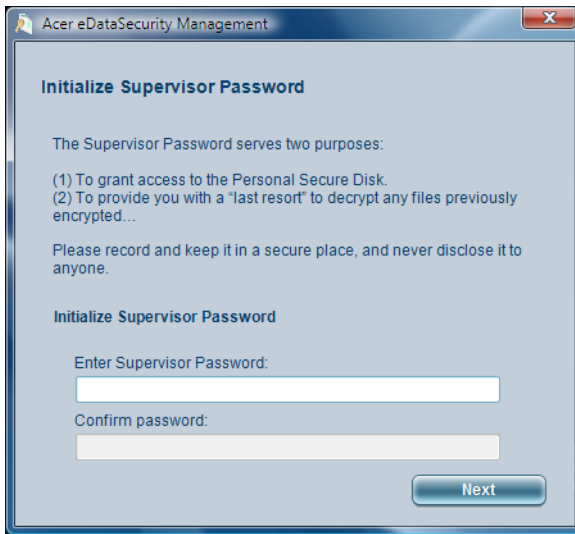 Acer eDataSecurity Management
Initialize Supervisor Password
The Supervisor Password serves two purposes:
(1) To grant access to the Personal Secure Disk.
(2) To provide you with a “last resort” to decrypt any files previously
encrypted...
Please record and keep it in a secure place, and never disclose it to
anyone.
Initialize Supervisor Password
Enter Supervisor Password:
Confirm password:
Next